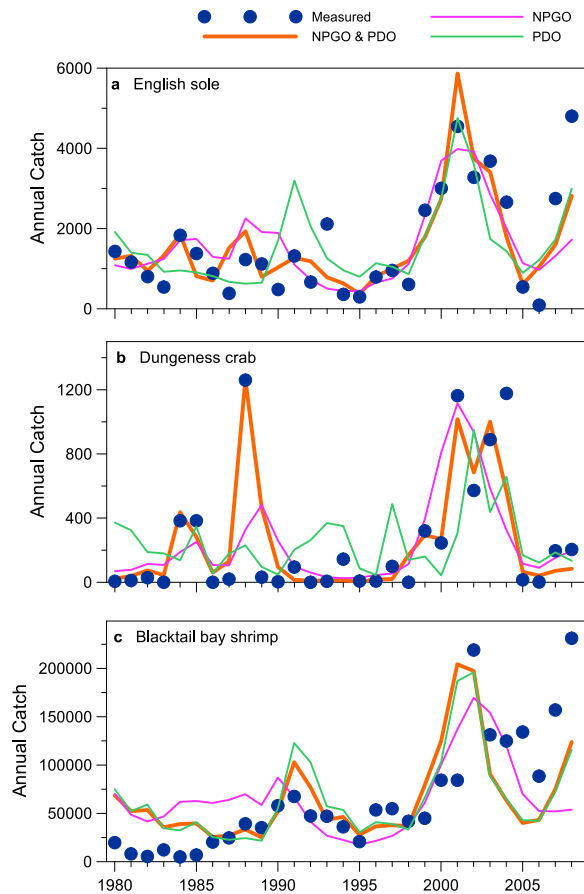 Measured NPGO
NPGO & PDO PDO
a English sole
6000
4000
2000
0
Annual Catch
b Dungeness crab
1200
800
400
0
Annual Catch
c Blacktail bay shrimp
200000
150000
100000
50000
0
Annual Catch
1980 1985 1990 1995 2000 2005